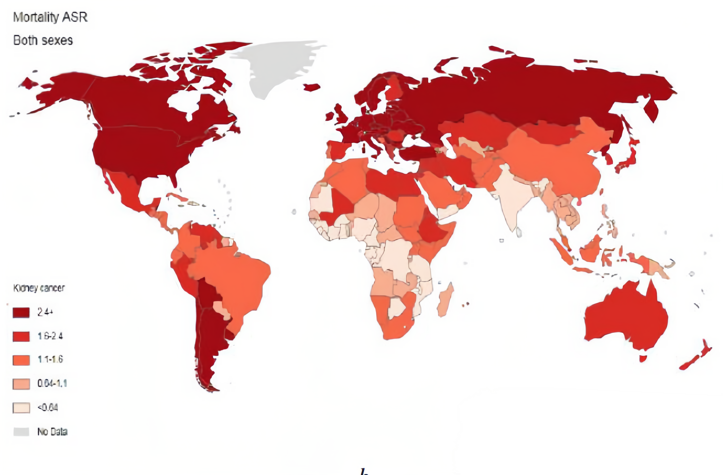 Mortality ASR
Both sexes
Kidney cancer
2.4+
1.6-2.4
1.1-1.6
0.64-1.1
<0.64
No Data
b